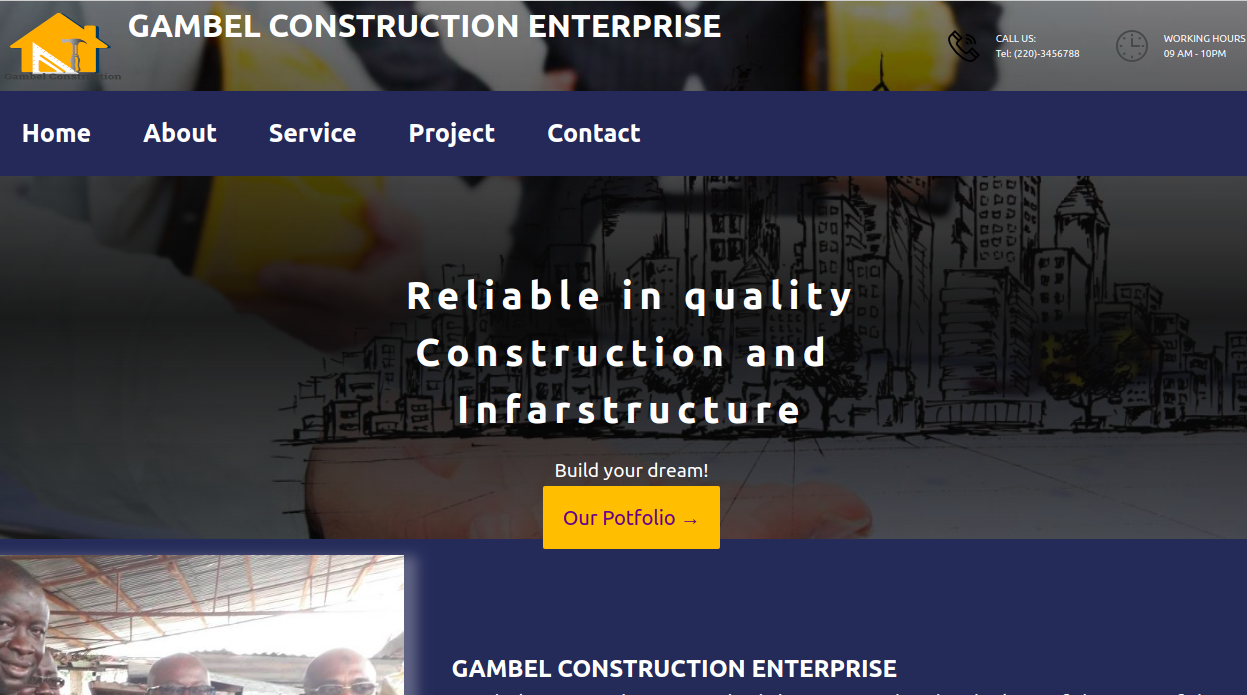 GAMBEL CONSTRUCTION ENTERPRISE
Gambel Construction
CALL US:
Tel: (220)-3456788
WORKING HOURS
09 AM - 10PM
Home About Service Project Contact
Reliable in quality
Construction and
Infarstructure
Build your dream!
Our Potfolio →
GAMBEL CONSTRUCTION ENTERPRISE